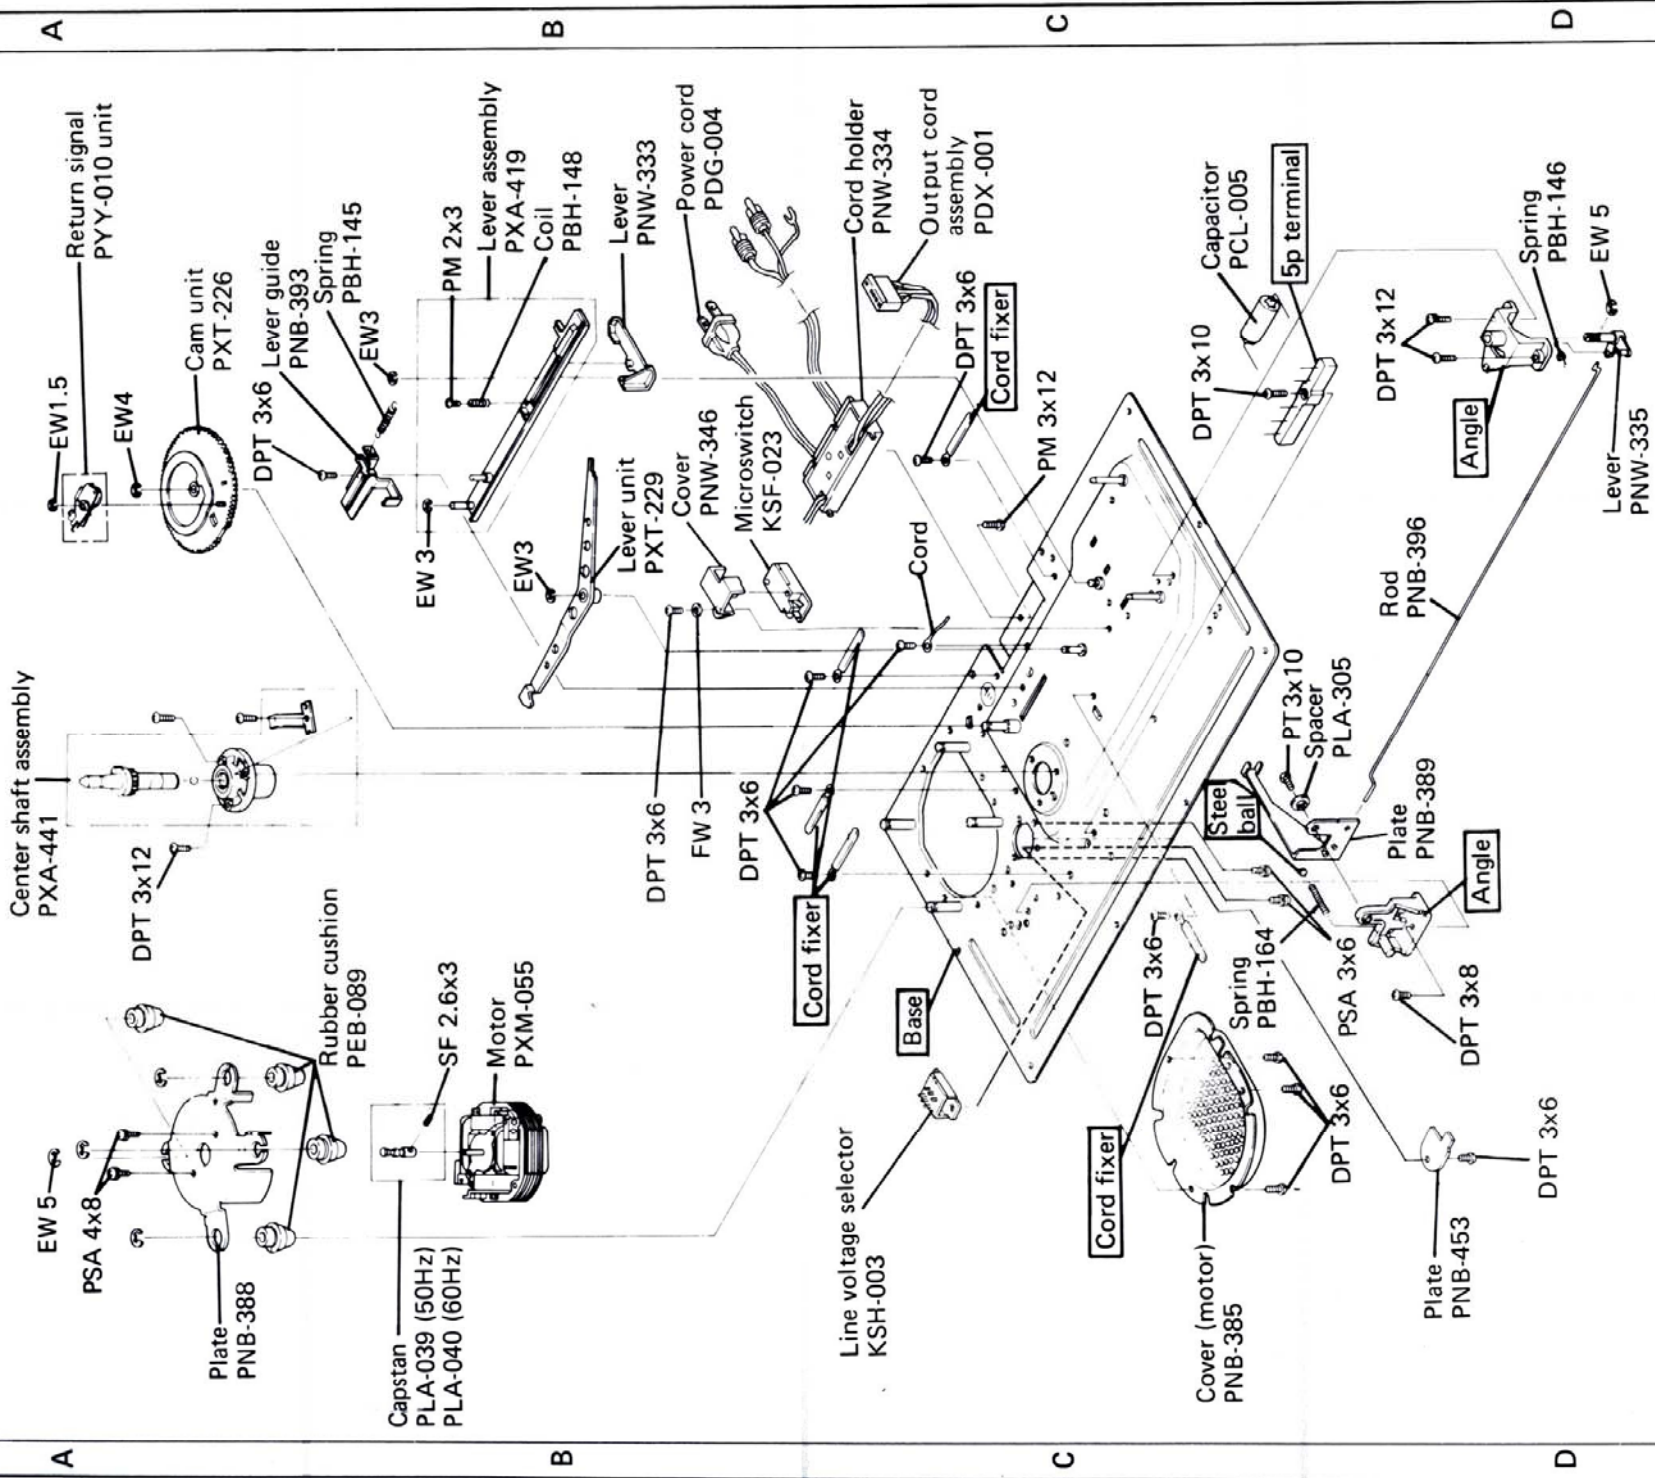 A
B
C
D
Return signal
PYY-010 unit
EW1.5
EW4
Cam unit
PXT-226
DPT 3x6
Lever guide
PNB-393
Spring
PBH-145
EW3
PM 2x3
Lever assembly
PXA-419
Coil
PBH-148
Lever
PNW-333
EW 3
EW3
Lever unit
PXT-229
Cover
PNW-346
Microswitch
KSF-023
Power cord
PDG-004
Cord holder
PNW-334
Output cord
assembly
PDX-001
DPT 3x6
Cord fixer
PM 3x12
Cord
Capacitor
PCL-005
5p terminal
DPT 3x10
DPT 3x12
Angle
Spring
PBH-146
EW 5
Lever
PNW-335
Rod
PNB-396
Center shaft assembly
PXA-441
DPT 3x12
DPT 3x6
FW 3
DPT 3x6
Cord fixer
Base
PT3x10
Spacer
PLA-305
Steel
ball
Plate
PNB-389
Angle
DPT 3x6
Spring
PBH-164
PSA 3x6
DPT 3x8
EW 5
PSA 4x8
Plate
PNB-388
Rubber cushion
PEB-089
SF 2.6x3
Motor
PXM-055
Capstan
PLA-039 (50Hz)
PLA-040 (60Hz)
Line voltage selector
KSH-003
Cord fixer
Cover (motor)
PNB-385
DPT 3x6
Plate
PNB-453
DPT 3x6
A
B
C
D